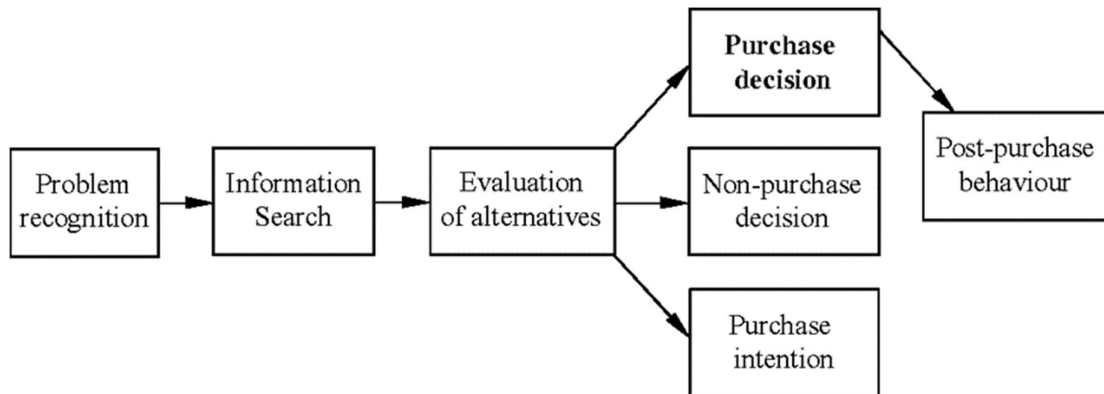 Problem
recognition
Information
Search
Evaluation
of alternatives
Purchase
decision
Non-purchase
decision
Purchase
intention
Post-purchase
behaviour